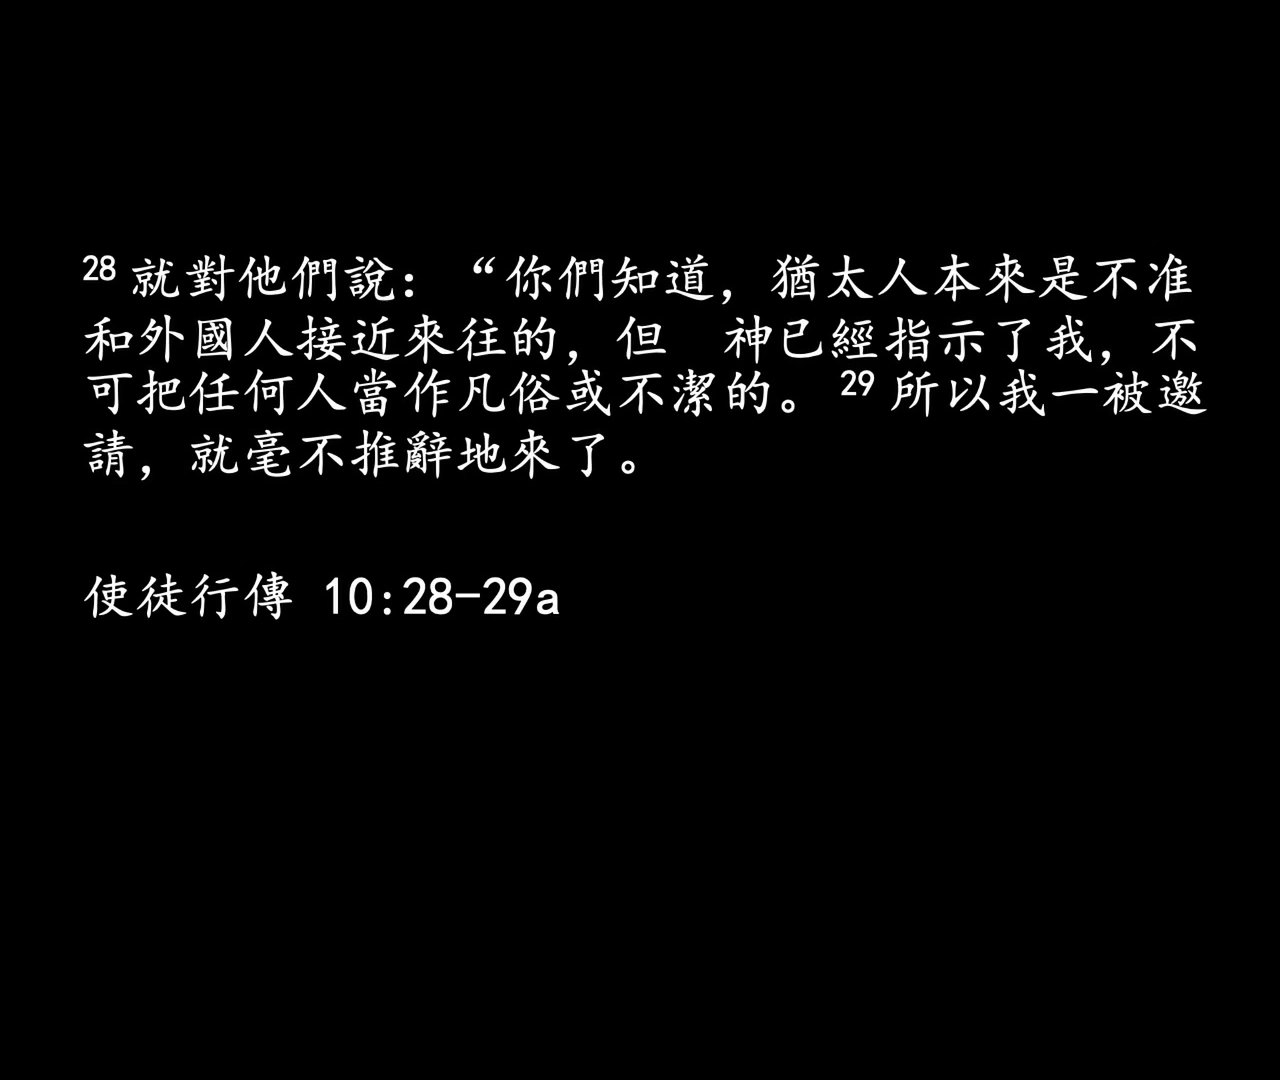 28 就對他們說：“你們知道，猶太人本來是不准
和外國人接近來往的，但　神已經指示了我，不
可把任何人當作凡俗或不潔的。29 所以我一被邀
請，就毫不推辭地來了。
使徒行傳 10:28-29a